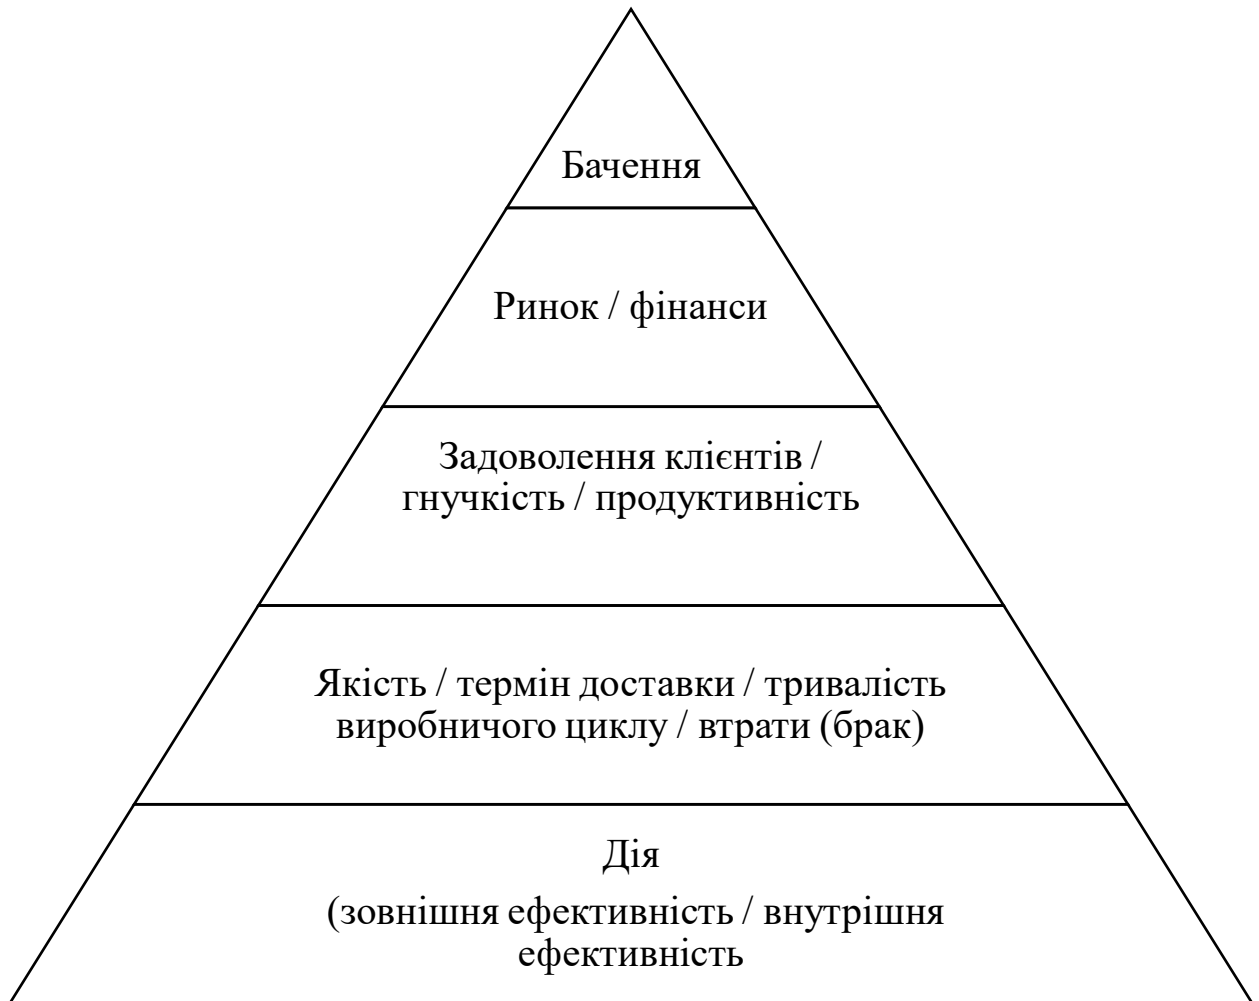 Бачення
Ринок / фінанси
Задоволення клієнтів /
гнучкість / продуктивність
Якість / термін доставки / тривалість
виробничого циклу / втрати (брак)
Дія
(зовнішня ефективність / внутрішня
ефективність